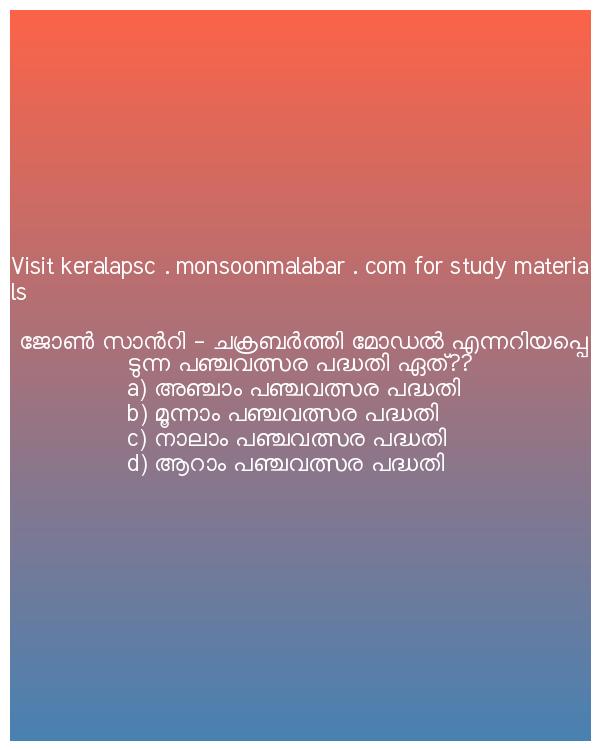 Visit keralapsc . monsoonmalabar . com for study materia
ls
ജോൺ സാൻറി - ചക്രബർത്തി മോഡൽ എന്നറിയപ്പെ
ടുന്ന പഞ്ചവത്സര പദ്ധതി ഏത്??
a) അഞ്ചാം പഞ്ചവത്സര പദ്ധതി
b) മൂന്നാം പഞ്ചവത്സര പദ്ധതി
c) നാലാം പഞ്ചവത്സര പദ്ധതി
d) ആറാം പഞ്ചവത്സര പദ്ധതി